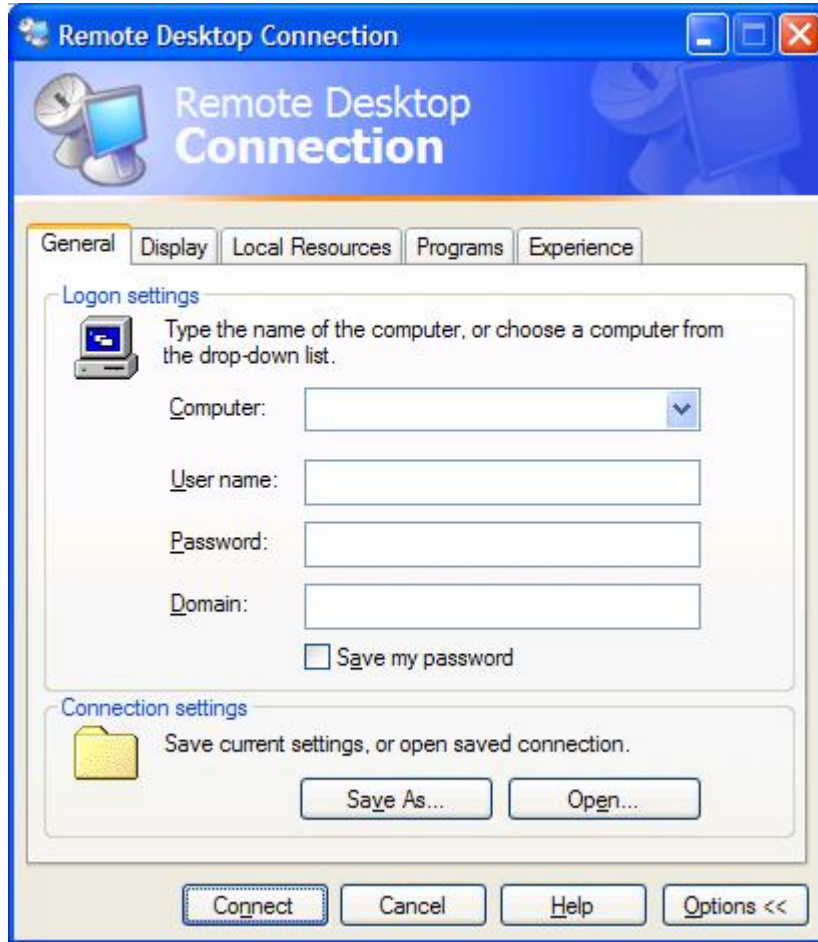 Remote Desktop Connection
Remote Desktop
Connection
General Display Local Resources Programs Experience
Logon settings
Type the name of the computer, or choose a computer from
the drop-down list.
Computer:
User name:
Password:
Domain:
Save my password
Connection settings
Save current settings, or open saved connection.
Save As... Open...
Connect Cancel Help Options <<